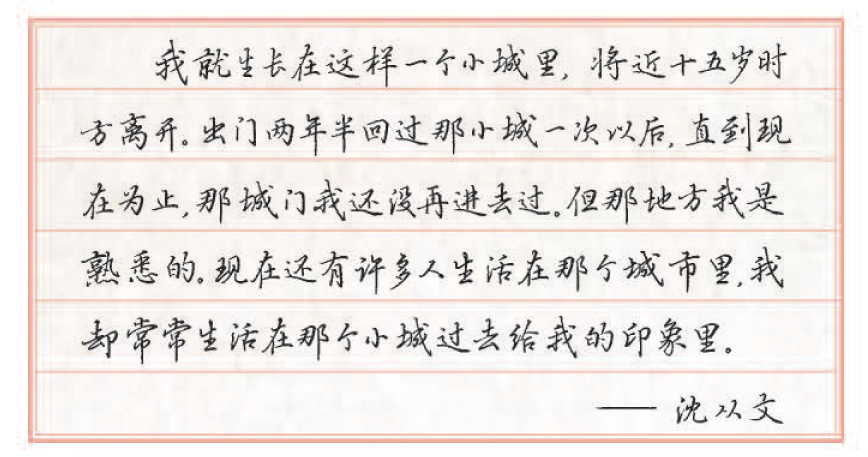 我就生长在这样一个小城里，将近十五岁时
方离开。出门两年半回过那小城一次以后，直到现
在为止，那城门我还没再进去过。但那地方我是
熟悉的。现在还有许多人生活在那个城市里，我
却常常生活在那个小城过去给我的印象里。
—— 沈从文